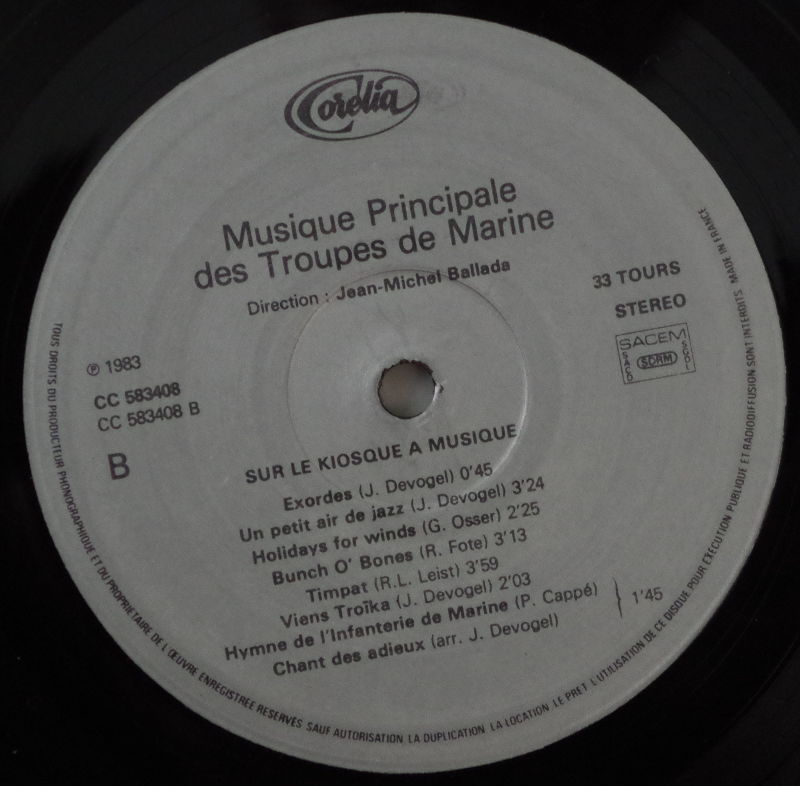 Corélia
Musique Principale
des Troupes de Marine
Direction : Jean-Michel Ballada
33 TOURS
STEREO
SACEM
SACD
SDRM
SGDL
℗ 1983
CC 583408
CC 583408 B
B
SUR LE KIOSQUE A MUSIQUE
Exordes (J. Devogel) 0'45
Un petit air de jazz (J. Devogel) 3'24
Holidays for winds (G. Osser) 2'25
Bunch O' Bones (R. Fote) 3'13
Timpat (R.L. Leist) 3'59
Viens Troïka (J. Devogel) 2'03
Hymne de l'Infanterie de Marine (P. Cappé)
Chant des adieux (arr. J. Devogel)
} 1'45
TOUS DROITS DU PRODUCTEUR PHONOGRAPHIQUE ET DU PROPRIETAIRE DE L'ŒUVRE ENREGISTREE RESERVES SAUF AUTORISATION LA DUPLICATION LA LOCATION LE PRET L'UTILISATION DE CE DISQUE POUR EXECUTION PUBLIQUE ET RADIODIFFUSION SONT INTERDITS MADE IN FRANCE